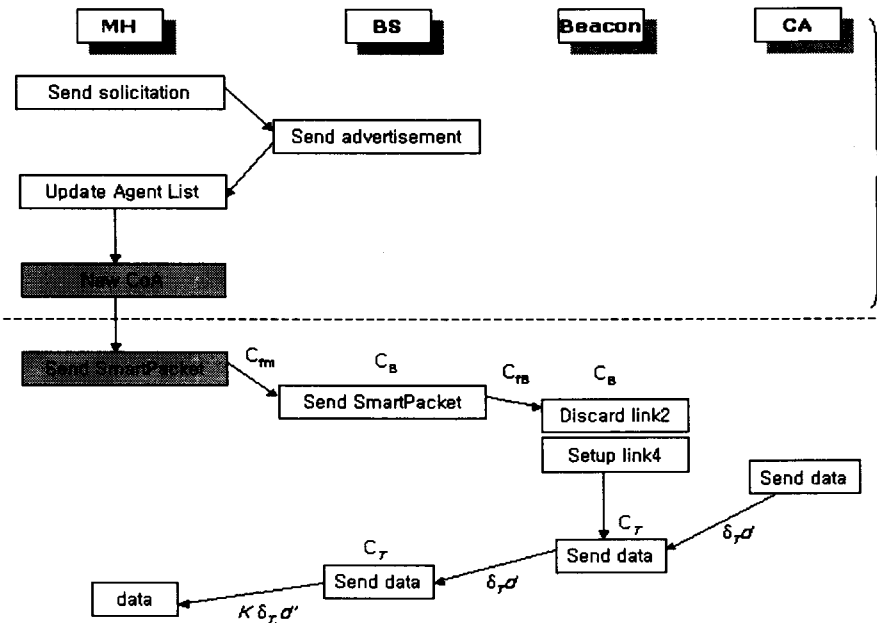 MH BS Beacon CA
Send solicitation
Send advertisement
Update Agent List
New CoA
Send SmartPacket C_fm C_B C_fB C_B
Send SmartPacket
Discard link2
Setup link4
Send data
C_T δ_T d'
Send data
C_T
Send data δ_T d'
data K δ_T, d''